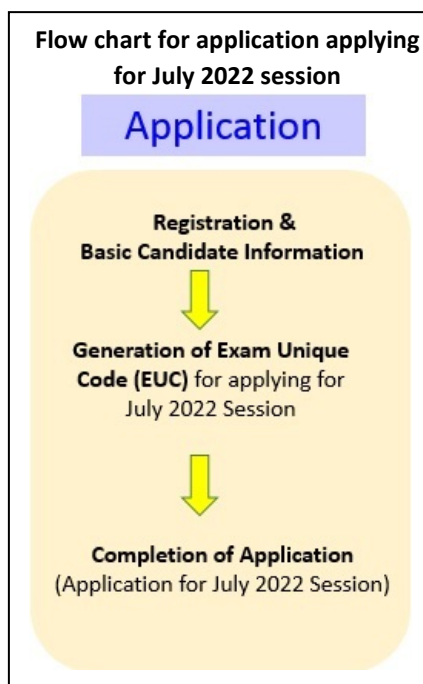 Flow chart for application applying
for July 2022 session
Application
Registration &
Basic Candidate Information
Generation of Exam Unique
Code (EUC) for applying for
July 2022 Session
Completion of Application
(Application for July 2022 Session)